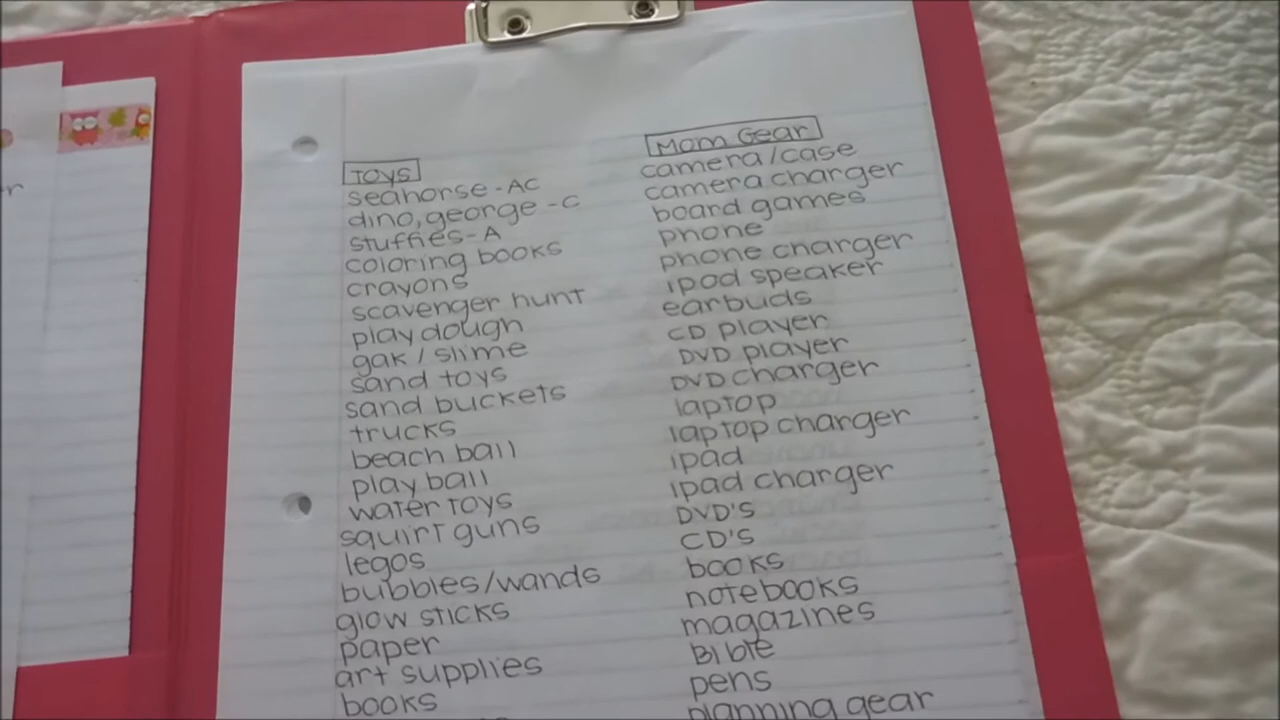 r
Toys
seahorse - AC
dino, george - C
stuffies - A
coloring books
crayons
scavenger hunt
play dough
gak / slime
sand toys
sand buckets
trucks
beach ball
play ball
water toys
squirt guns
legos
bubbles/wands
glow sticks
paper
art supplies
books
Mom Gear
camera/case
camera charger
board games
phone
phone charger
ipod speaker
earbuds
CD player
DVD player
DVD charger
laptop
laptop charger
ipad
ipad charger
DVD'S
CD'S
books
notebooks
magazines
Bible
pens
planning gear